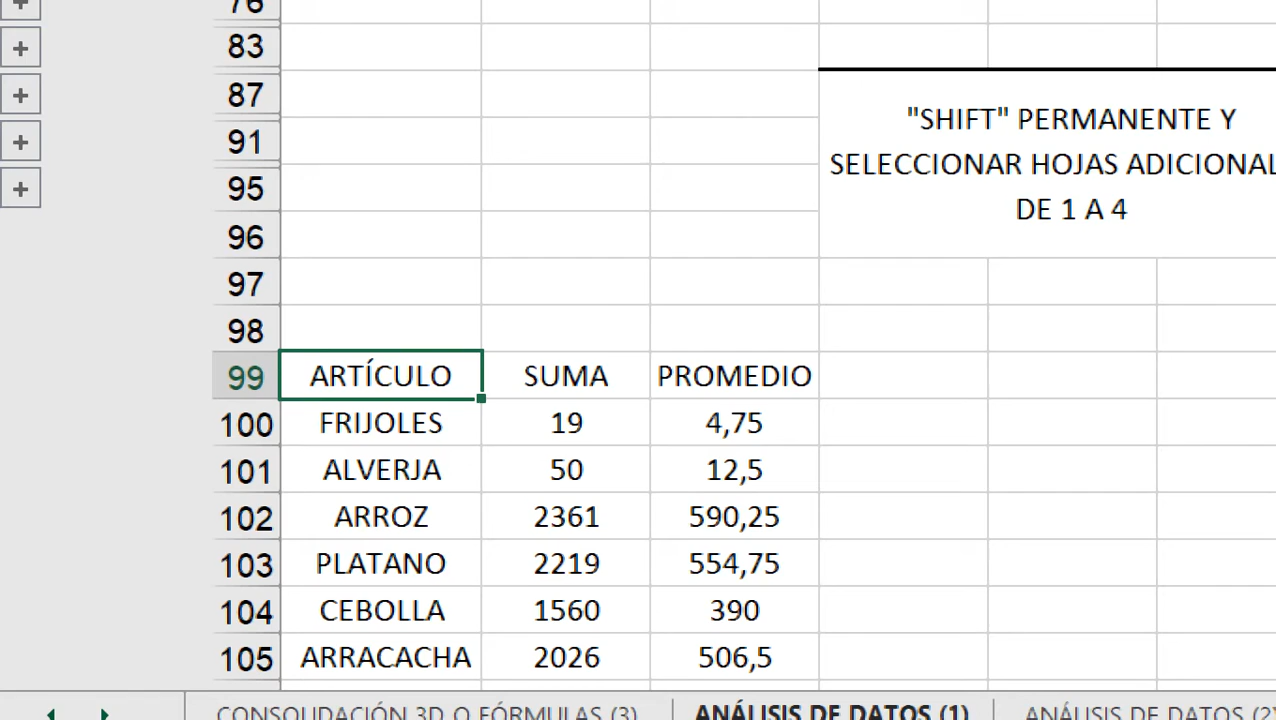 76
83
87
"SHIFT" PERMANENTE Y
91
SELECCIONAR HOJAS ADICIONAL
95
DE 1 A 4
96
97
98
99 ARTÍCULO SUMA PROMEDIO
100 FRIJOLES 19 4,75
101 ALVERJA 50 12,5
102 ARROZ 2361 590,25
103 PLATANO 2219 554,75
104 CEBOLLA 1560 390
105 ARRACACHA 2026 506,5
CONSOLIDACIÓN 3D O FÓRMULAS (3) ANÁLISIS DE DATOS (1) ANÁLISIS DE DATOS (2)